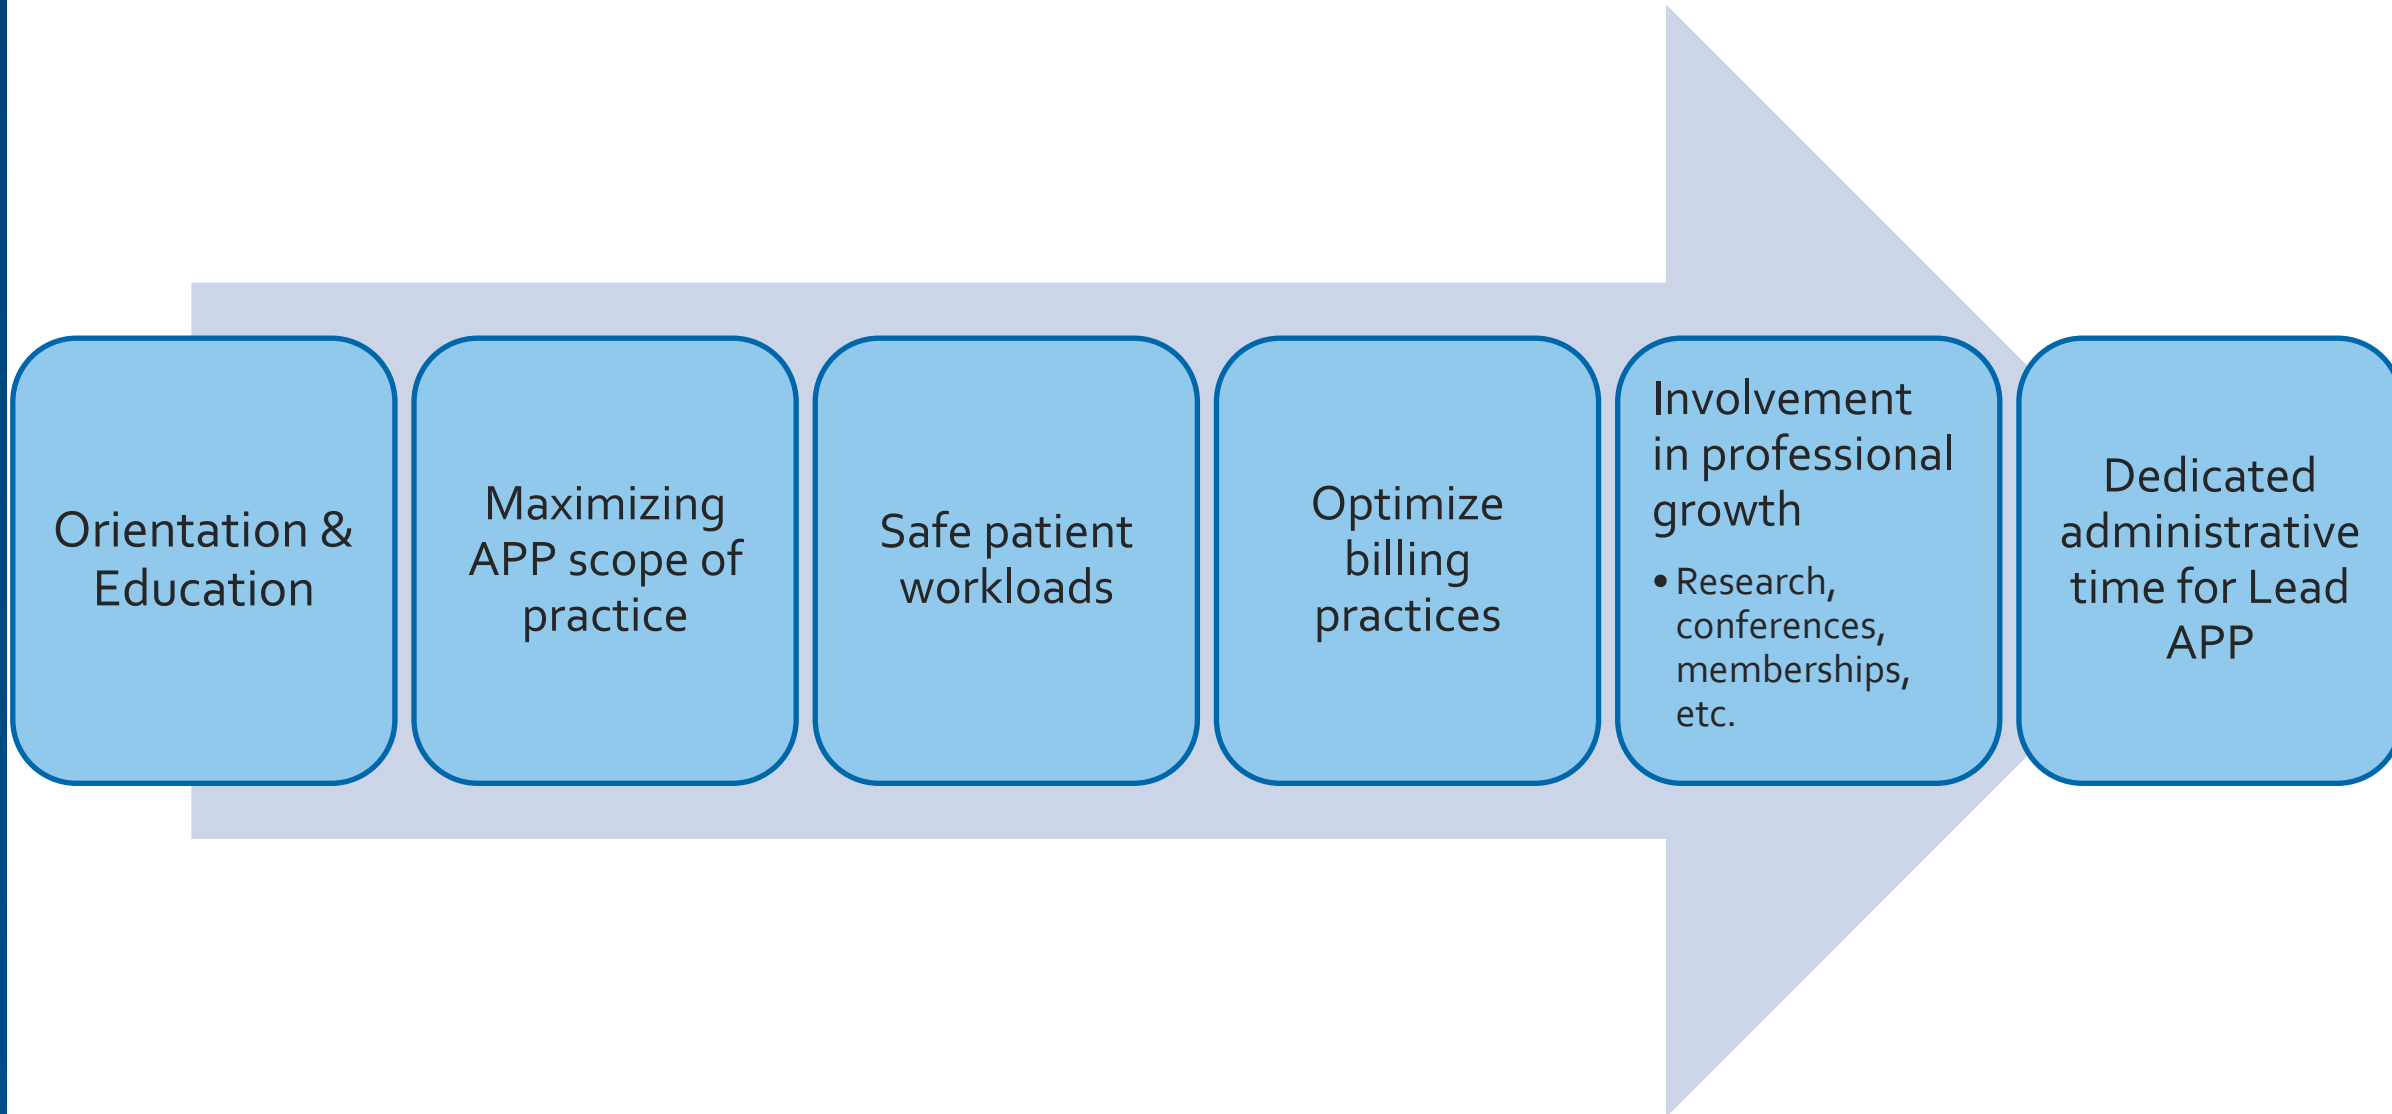 Orientation &
Education
Maximizing
APP scope of
practice
Safe patient
workloads
Optimize
billing
practices
Involvement
in professional
growth
• Research,
conferences,
memberships,
etc.
Dedicated
administrative
time for Lead
APP